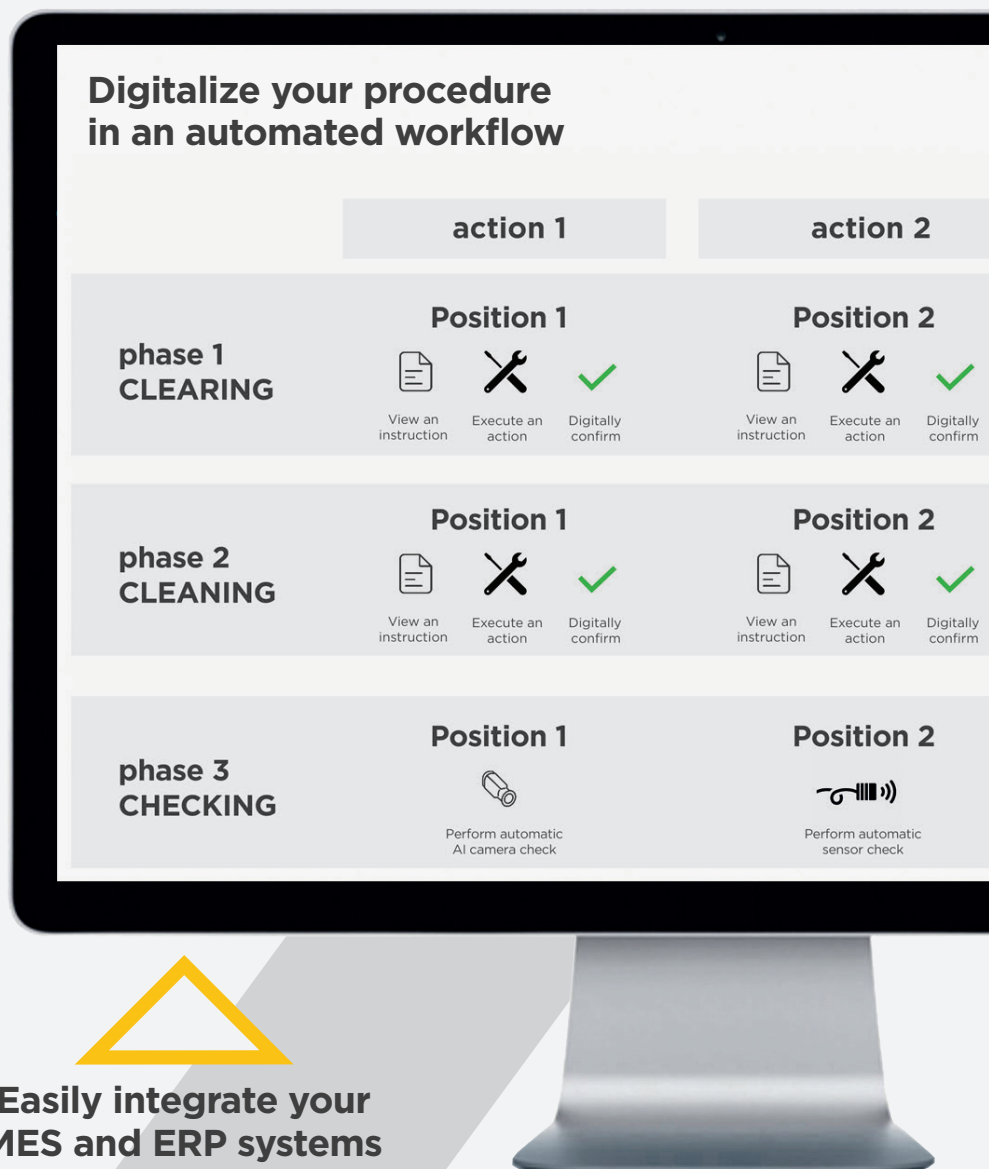 Digitalize your procedure
in an automated workflow
action 1
action 2
phase 1
CLEARING
Position 1
View an
instruction
Execute an
action
Digitally
confirm
Position 2
View an
instruction
Execute an
action
Digitally
confirm
phase 2
CLEANING
Position 1
View an
instruction
Execute an
action
Digitally
confirm
Position 2
View an
instruction
Execute an
action
Digitally
confirm
phase 3
CHECKING
Position 1
Perform automatic
AI camera check
Position 2
Perform automatic
sensor check
Easily integrate your
MES and ERP systems